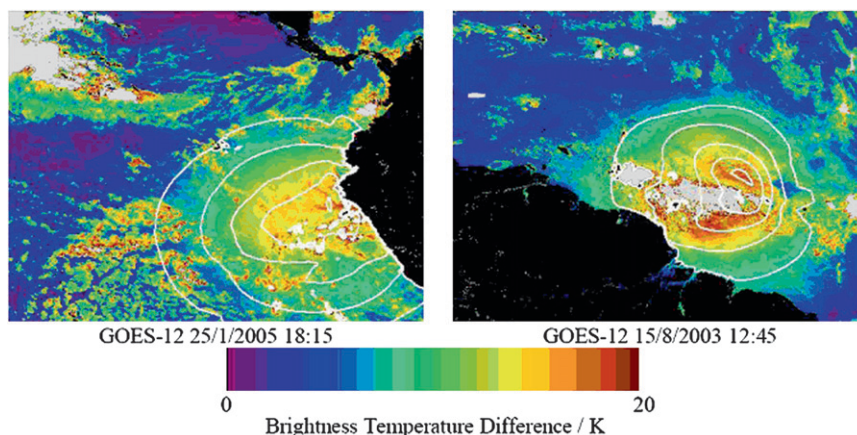 GOES-12 25/1/2005 18:15
GOES-12 15/8/2003 12:45
0
20
Brightness Temperature Difference / K